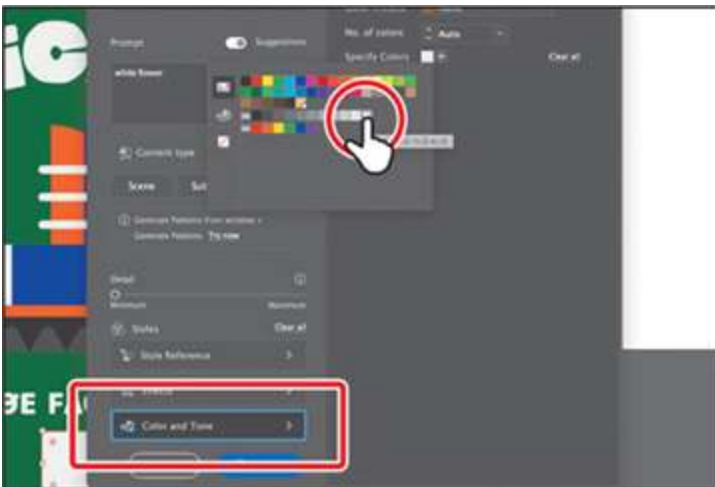 IC
No. of colors
Auto
Prompt
Suggestions
Specify Colors
Clear all
white flower
Content type
Scene
Generate Patterns from window >
Generate Patterns. Try now
Detail
Minimum
Maximum
Styles
Clear all
Style Reference
Effects
Color and Tone